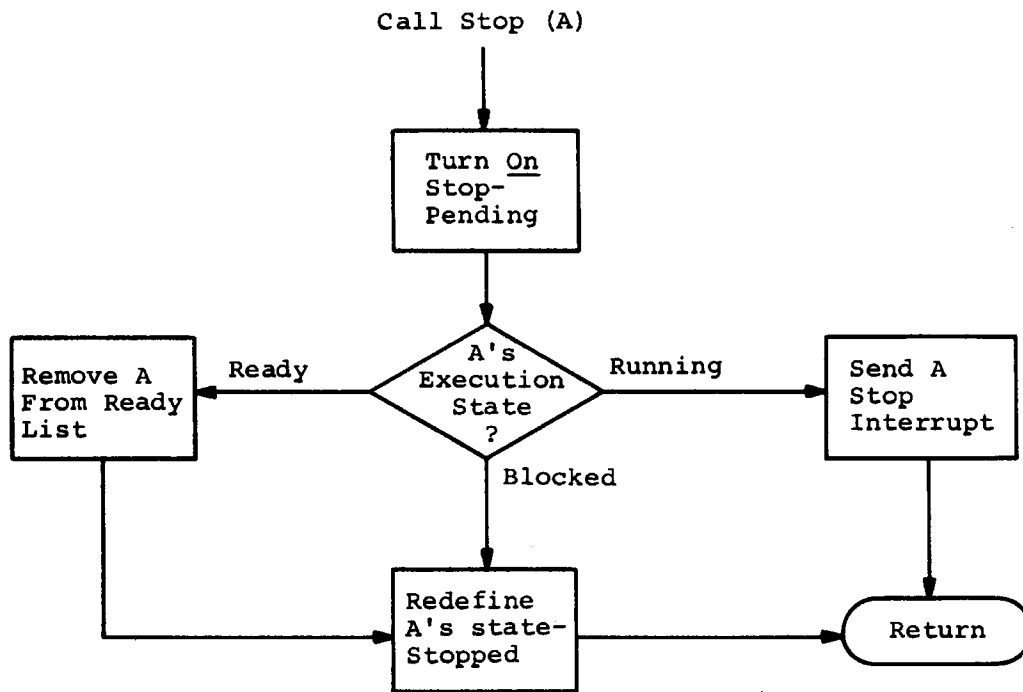 Call Stop (A)
Turn On
Stop-
Pending
A's
Execution
State
?
Ready
Running
Blocked
Remove A
From Ready
List
Send A
Stop
Interrupt
Redefine
A's state-
Stopped
Return